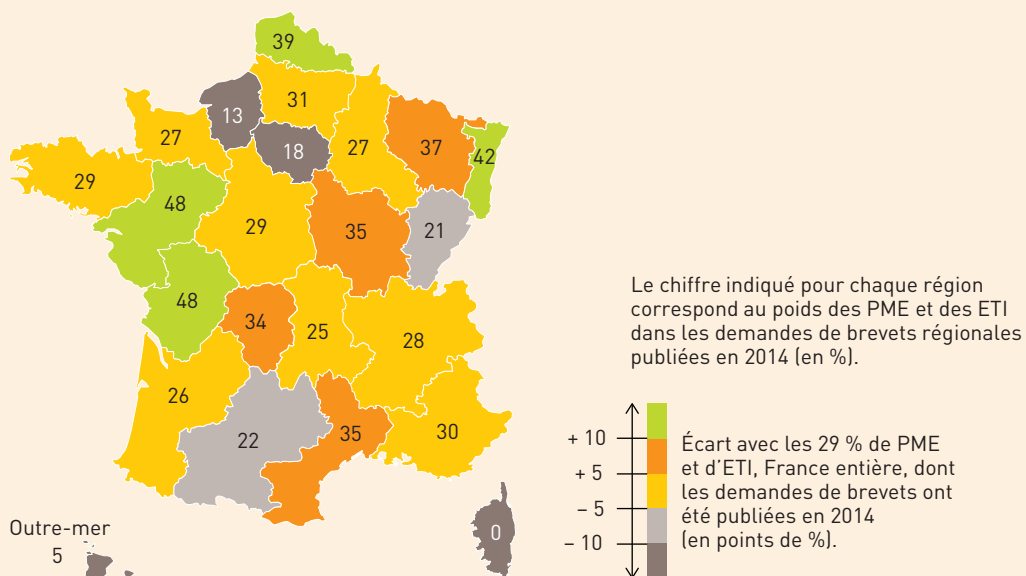 39
31
13
27
18
27
37
42
29
48
29
35
21
48
34
25
28
26
22
35
30
0
Outre-mer
5
Le chiffre indiqué pour chaque région
correspond au poids des PME et des ETI
dans les demandes de brevets régionales
publiées en 2014 (en %).
+ 10
+ 5
– 5
– 10
Écart avec les 29 % de PME
et d’ETI, France entière, dont
les demandes de brevets ont
été publiées en 2014
(en points de %).